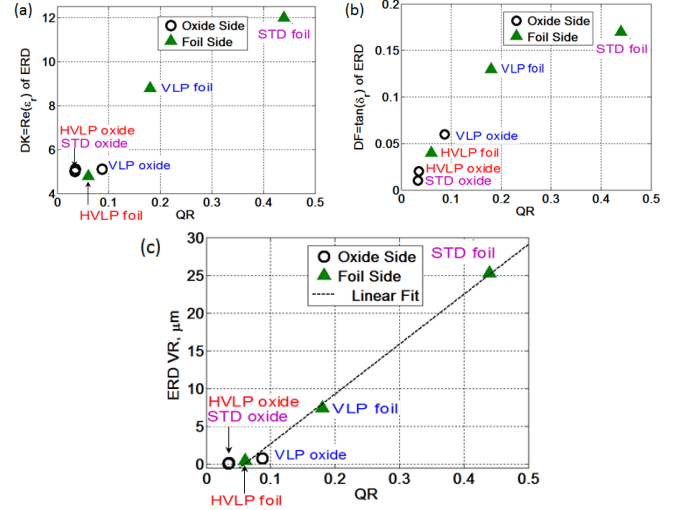 (a)
12
10
8
6
4
0
0.1
0.2
0.3
0.4
0.5
DK=Re(εr) of ERD
QR
Oxide Side
Foil Side
STD foil
VLP foil
HVLP oxide
STD oxide
VLP oxide
HVLP foil
(b)
0.2
0.15
0.1
0.05
0
0
0.1
0.2
0.3
0.4
0.5
DF=tan(δr) of ERD
QR
Oxide Side
Foil Side
STD foil
VLP foil
VLP oxide
HVLP foil
HVLP oxide
STD oxide
(c)
30
25
20
15
10
5
0
0
0.1
0.2
0.3
0.4
0.5
ERD VR, μm
QR
Oxide Side
Foil Side
Linear Fit
STD foil
HVLP oxide
STD oxide
VLP foil
VLP oxide
HVLP foil